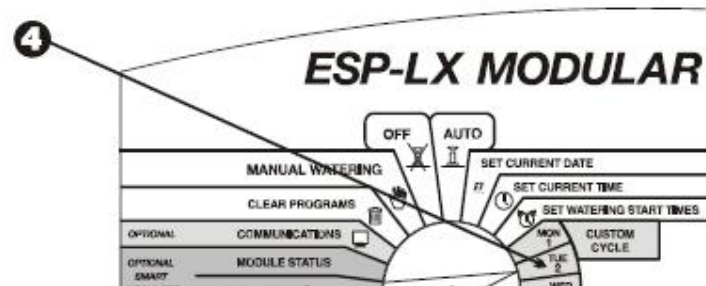 4
ESP-LX MODULAR
OFF AUTO
MANUAL WATERING
SET CURRENT DATE
SET CURRENT TIME
CLEAR PROGRAMS
SET WATERING START TIMES
OPTIONAL COMMUNICATIONS
MON 1
CUSTOM CYCLE
OPTIONAL SMART
MODULE STATUS
TUE 2
WED